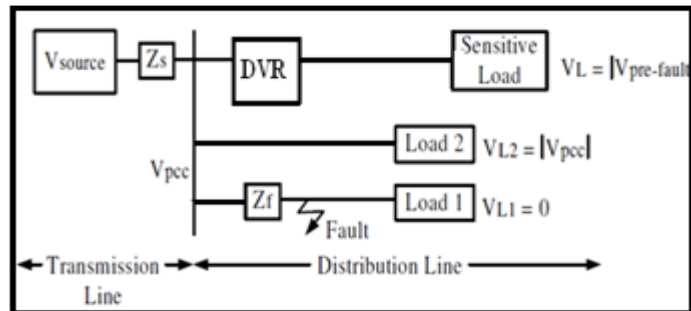 Vsource
Zs
DVR
Sensitive
Load
VL = |Vpre-fault|
Load 2
VL2 = |Vpcc|
Vpcc
Zf
Load 1
VL1 = 0
Fault
Transmission
Line
Distribution Line